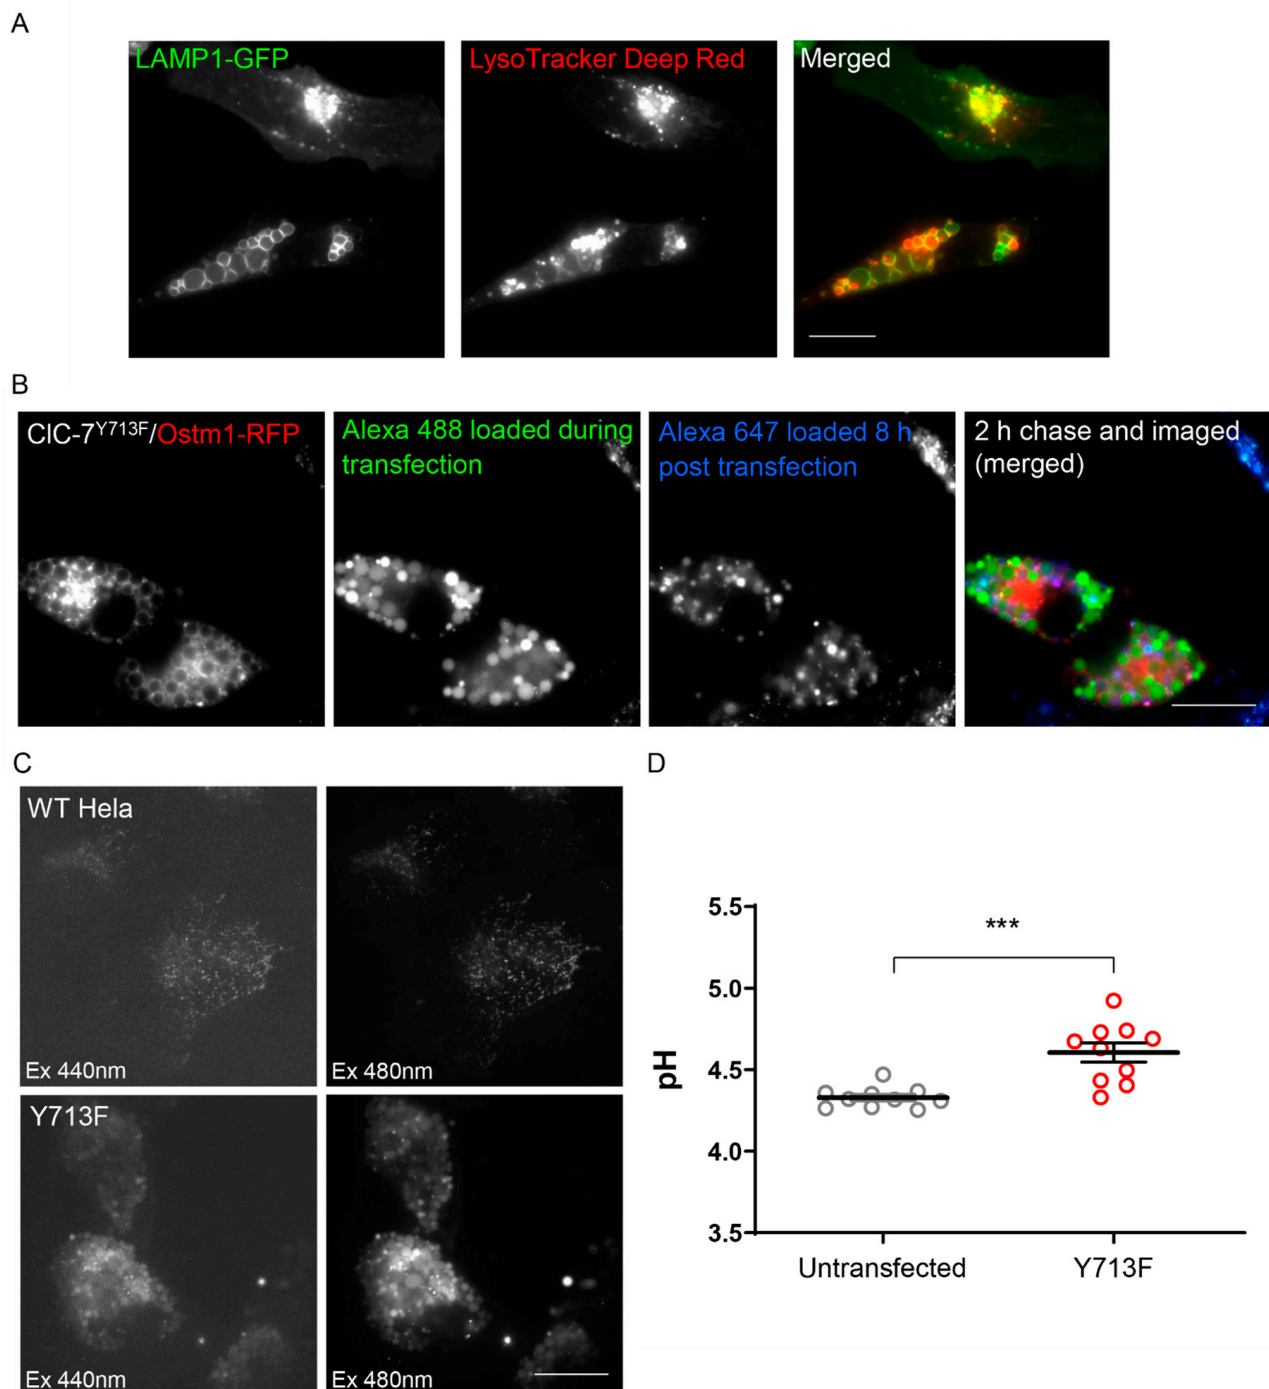 A
LAMP1-GFP
LysoTracker Deep Red
Merged
B
ClC-7Y713F/Ostm1-RFP
Alexa 488 loaded during
transfection
Alexa 647 loaded 8 h
post transfection
2 h chase and imaged
(merged)
C
WT Hela
Ex 440nm
Ex 480nm
Y713F
Ex 440nm
Ex 480nm
D
***
pH
5.5
5.0
4.5
4.0
3.5
Untransfected
Y713F